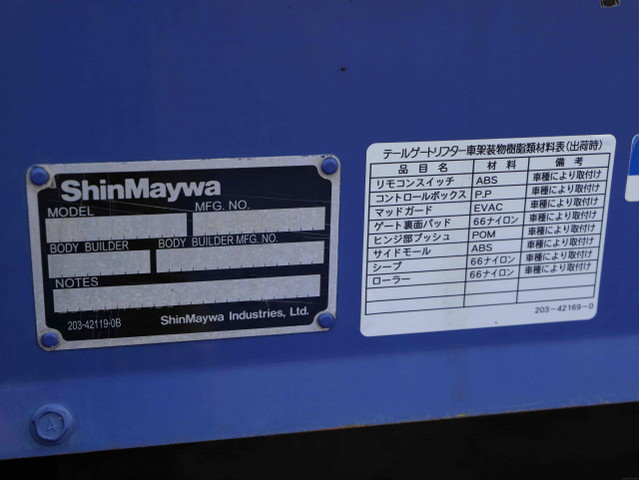 ShinMaywa
MODEL MFG. NO.
BODY BUILDER BODY BUILDER MFG. NO.
NOTES
203-42119-0B ShinMaywa Industries, Ltd.
テールゲートリフター車架装物樹脂類材料表(出荷時)
品目名 材料 備考
リモコンスイッチ ABS 車種により取付け
コントロールボックス P.P 車種により取付け
マッドガード EVAC 車種により取付け
ゲート裏面パッド 66ナイロン 車種により取付け
ヒンジ部ブッシュ POM 車種により取付け
サイドモール ABS 車種により取付け
シーブ 66ナイロン 車種により取付け
ローラー 66ナイロン 車種により取付け
203-42169-0
A